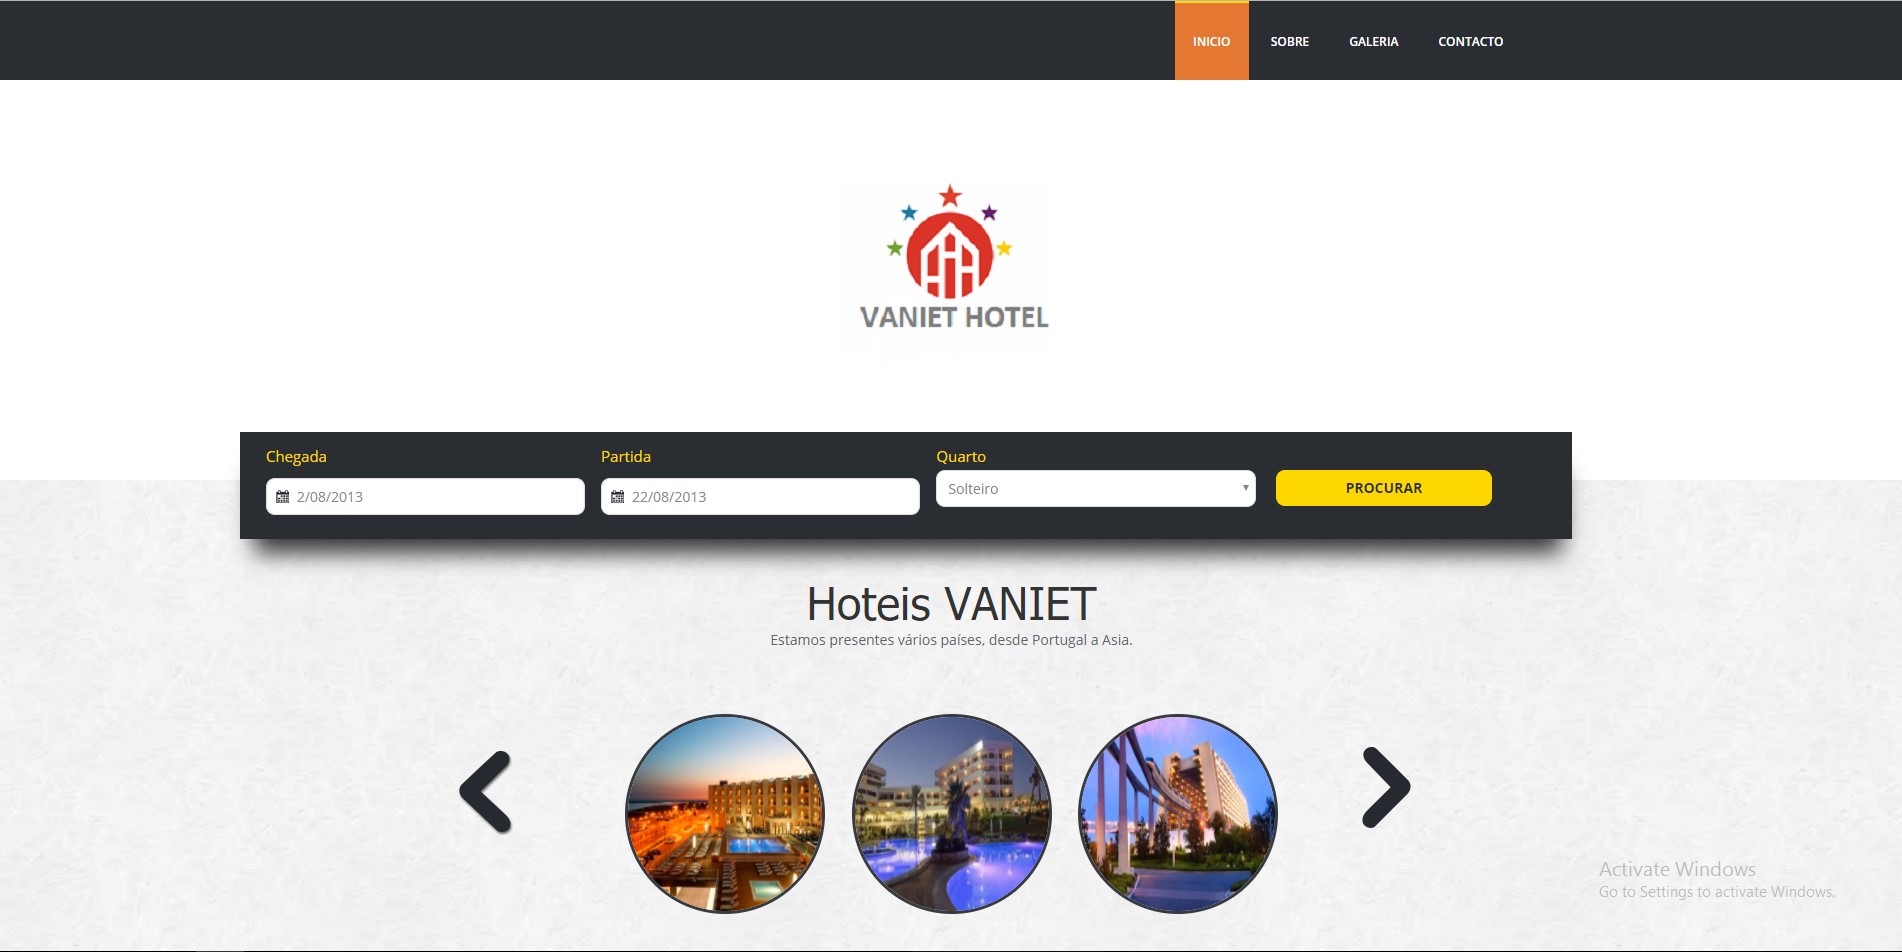 INICIO SOBRE GALERIA CONTACTO
VANIET HOTEL
Chegada Partida Quarto
2/08/2013 22/08/2013 Solteiro PROCURAR
Hoteis VANIET
Estamos presentes vários países, desde Portugal a Asia.
Activate Windows
Go to Settings to activate Windows.